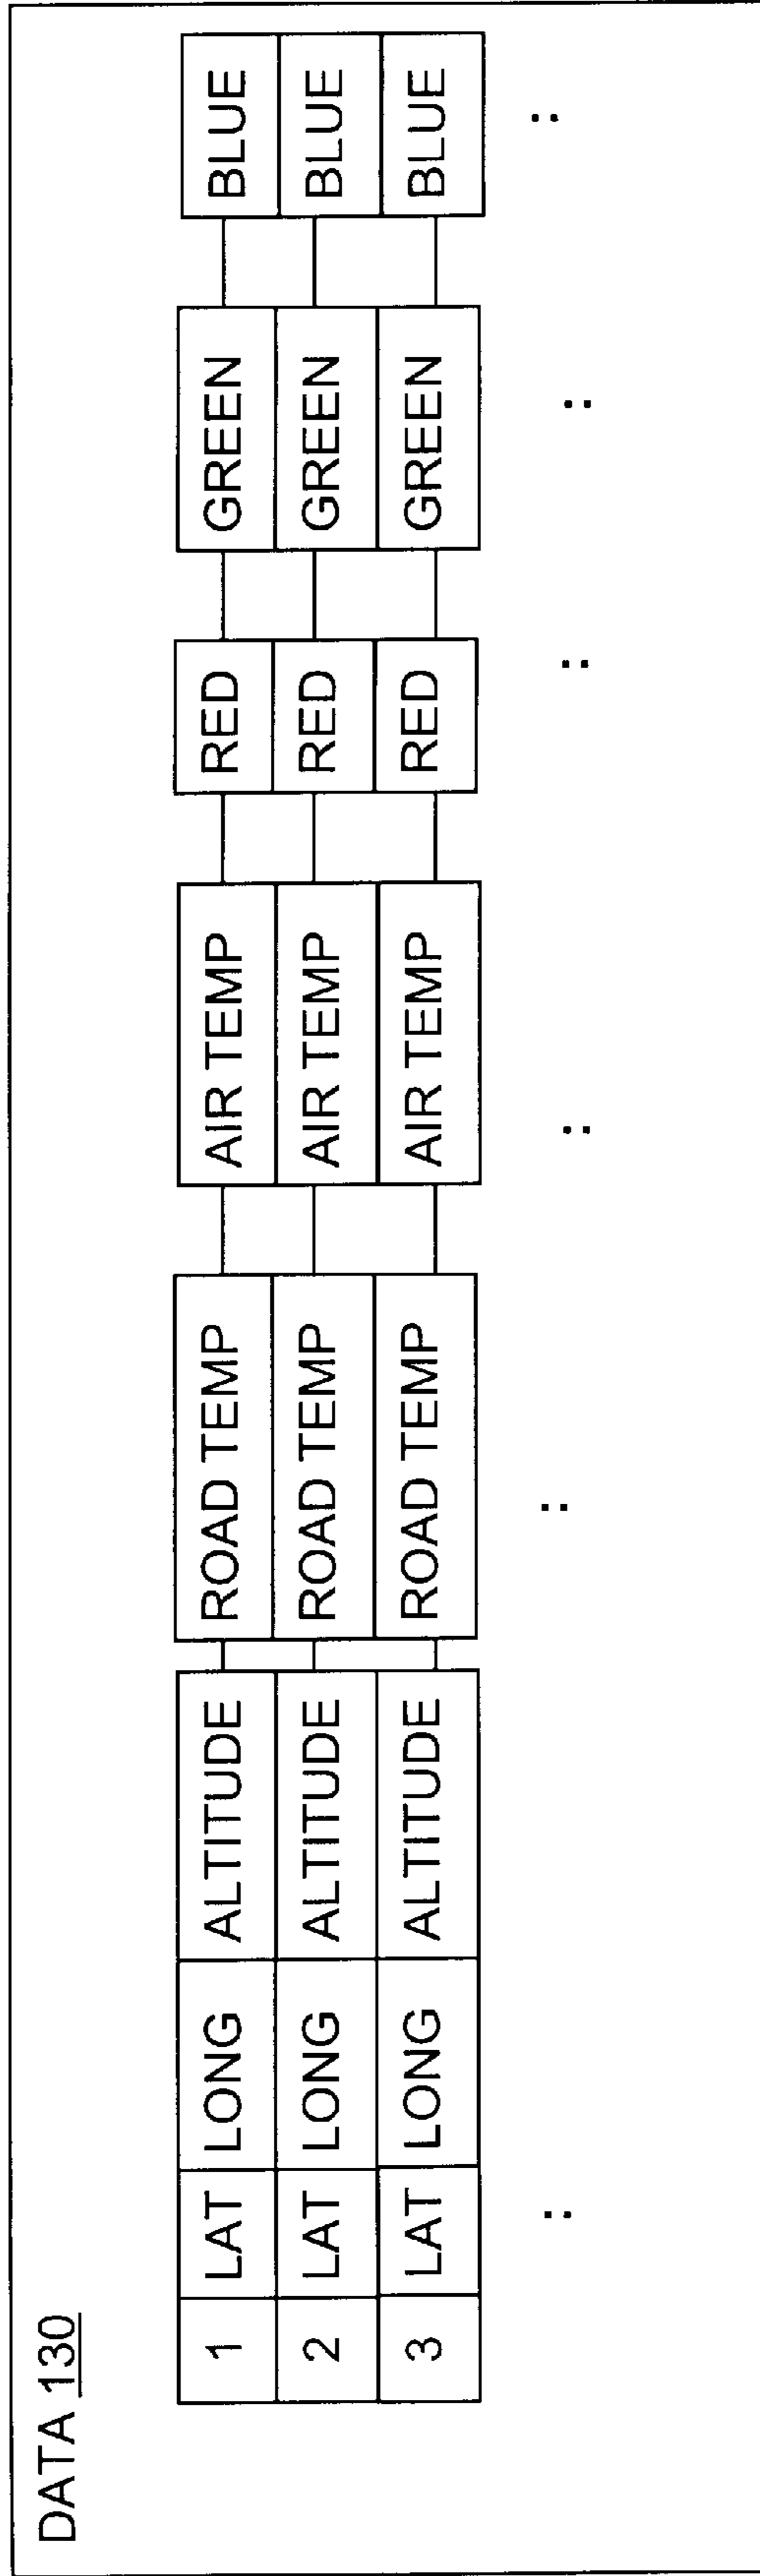 DATA 130
1 LAT LONG ALTITUDE ROAD TEMP AIR TEMP RED GREEN BLUE
2 LAT LONG ALTITUDE ROAD TEMP AIR TEMP RED GREEN BLUE
3 LAT LONG ALTITUDE ROAD TEMP AIR TEMP RED GREEN BLUE